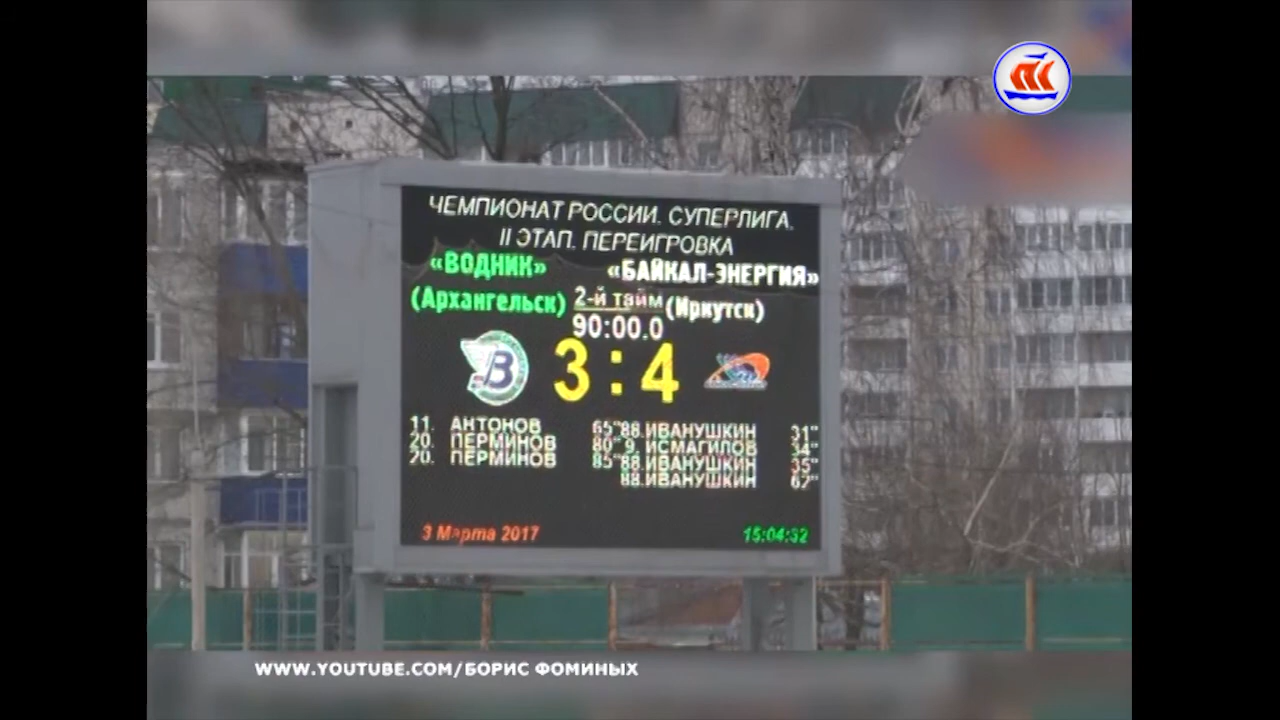 ЧЕМПИОНАТ РОССИИ. СУПЕРЛИГА.
II ЭТАП. ПЕРЕИГРОВКА
«ВОДНИК» «БАЙКАЛ-ЭНЕРГИЯ»
(Архангельск) 2-й тайм (Иркутск)
90:00.0
В 3 : 4
11. АНТОНОВ 65" 88.ИВАНУШКИН 31"
20. ПЕРМИНОВ 80" 9. ИСМАГИЛОВ 34"
20. ПЕРМИНОВ 85" 88.ИВАНУШКИН 35"
88.ИВАНУШКИН 62"
3 Марта 2017 15:04:32
WWW.YOUTUBE.COM/БОРИС ФОМИНЫХ